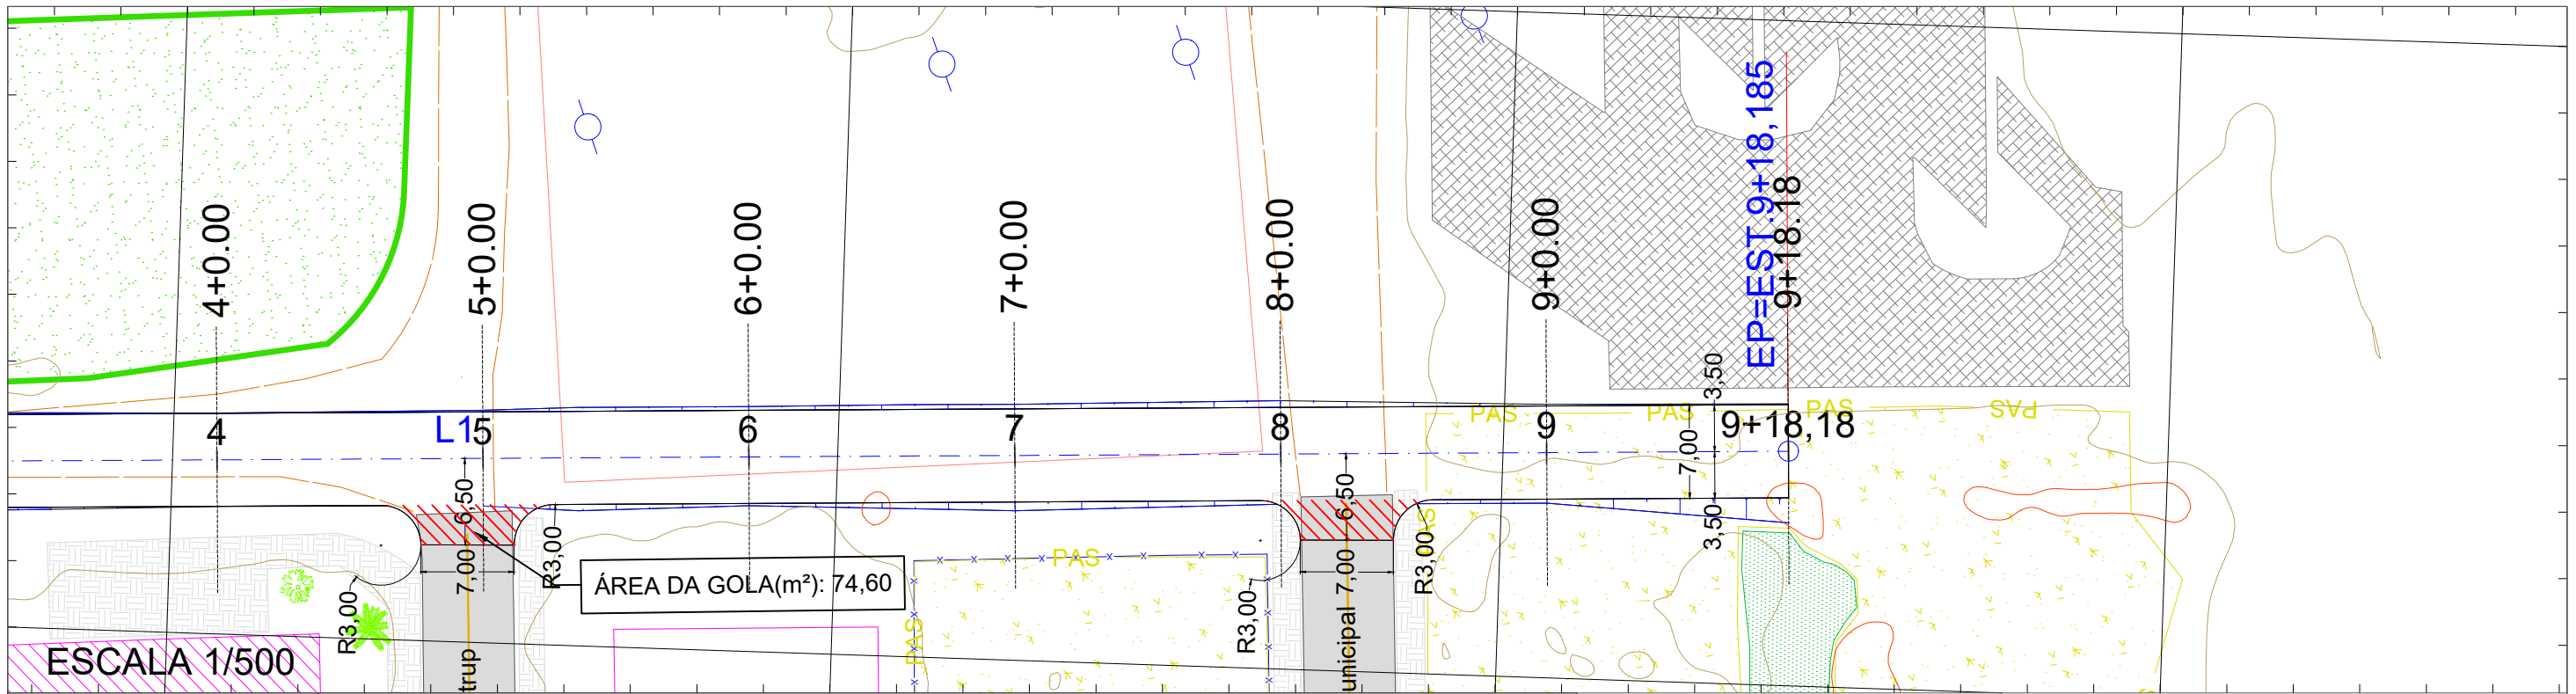 4+0.00
5+0.00
6+0.00
7+0.00
8+0.00
9+0.00
EP=EST.9+18,185
9+18.18
3,50
PAS
PAS
PAS
PAS
4
L1
5
6
7
8
9
9+18,18
7,00
6,50
6,50
3,50
PAS
R3,00
7,00
R3,00
ÁREA DA GOLA(m²): 74,60
PAS
PAS
R3,00
7,00
R3,00
ESCALA 1/500
trup
unicipal